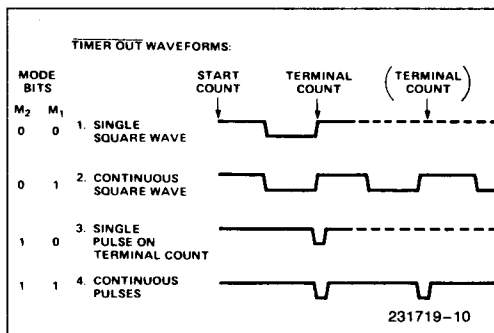 TIMER OUT WAVEFORMS:
MODE BITS
START COUNT
TERMINAL COUNT
(TERMINAL COUNT)
M2 M1
0 0 1. SINGLE SQUARE WAVE
0 1 2. CONTINUOUS SQUARE WAVE
1 0 3. SINGLE PULSE ON TERMINAL COUNT
1 1 4. CONTINUOUS PULSES
231719-10